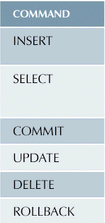 COMMAND
INSERT
SELECT
COMMIT
UPDATE
DELETE
ROLLBACK